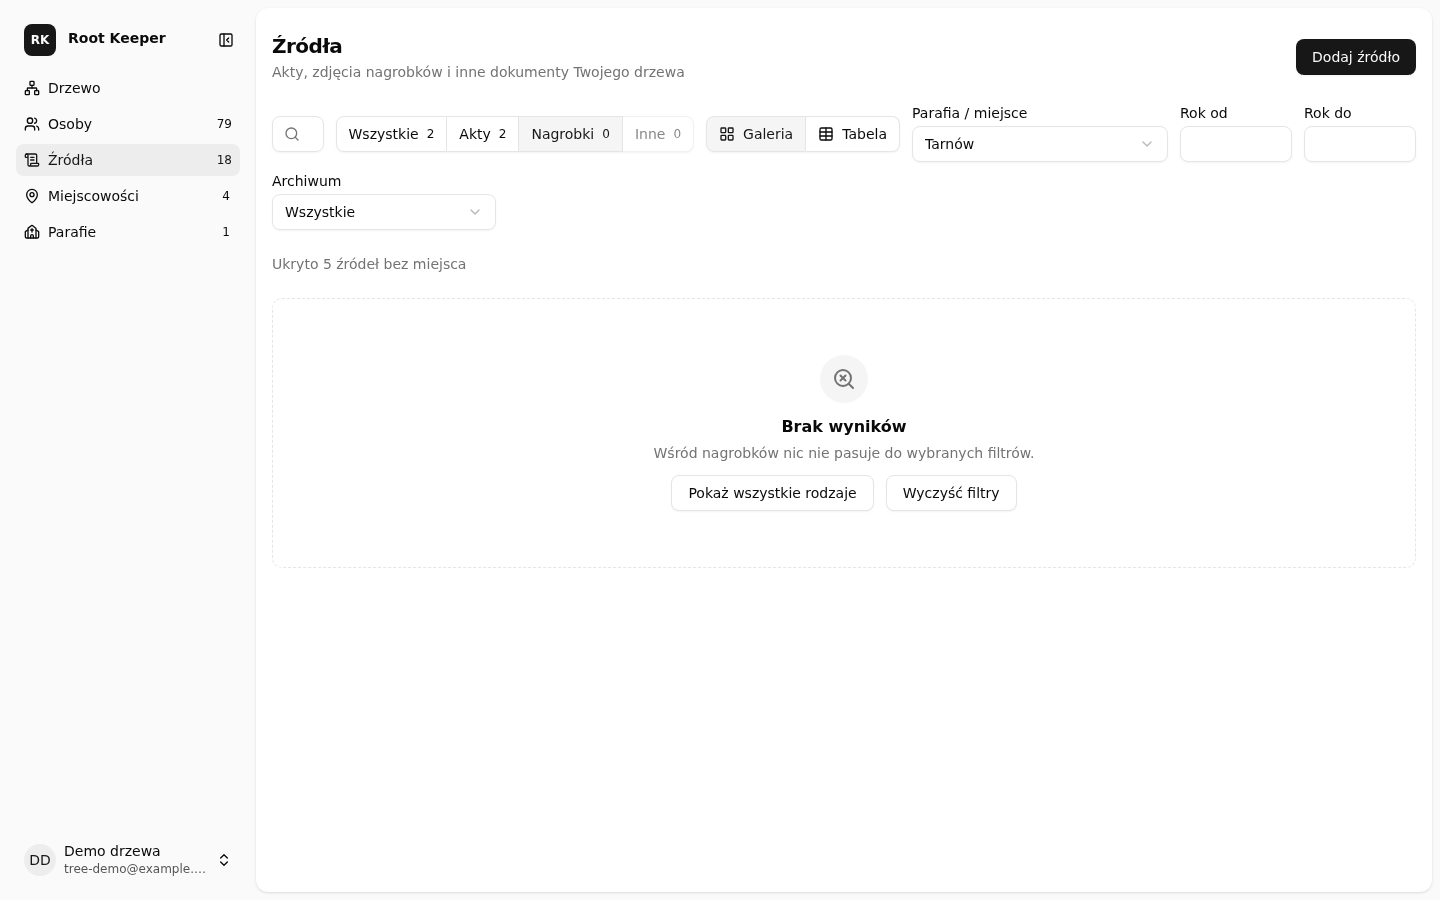 RK Root Keeper
Drzewo
Osoby 79
Źródła 18
Miejscowości 4
Parafie 1
DD Demo drzewa
tree-demo@example....
Źródła
Akty, zdjęcia nagrobków i inne dokumenty Twojego drzewa
Dodaj źródło
Wszystkie 2 Akty 2 Nagrobki 0 Inne 0
Galeria Tabela
Parafia / miejsce
Tarnów
Rok od
Rok do
Archiwum
Wszystkie
Ukryto 5 źródeł bez miejsca
Brak wyników
Wśród nagrobków nic nie pasuje do wybranych filtrów.
Pokaż wszystkie rodzaje Wyczyść filtry